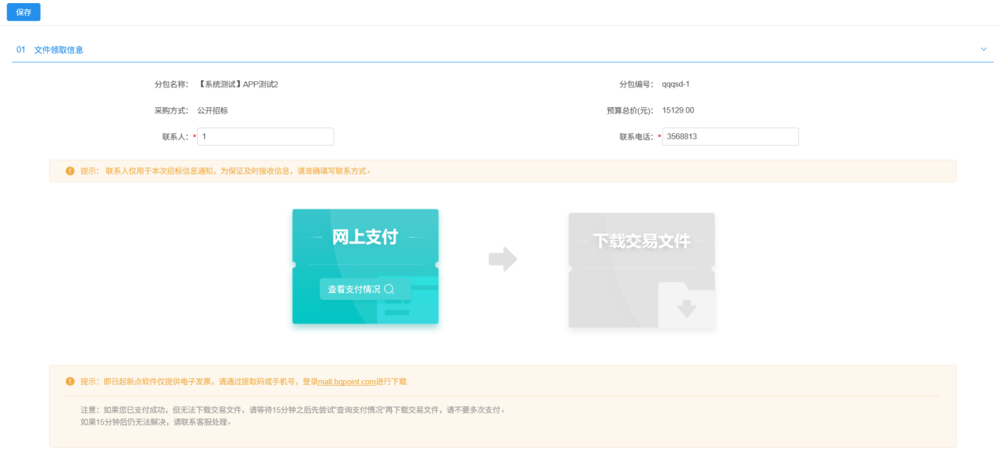 保存
01 文件领取信息
分包名称： 【系统测试】APP测试2
分包编号： qqqsd-1
采购方式： 公开招标
预算总价(元)： 15129.00
联系人：* 1
联系电话：* 3568813
提示： 联系人仅用于本次招标信息通知，为保证及时接收信息，请准确填写联系方式。
网上支付
查看支付情况
下载交易文件
提示：即日起新点软件仅提供电子发票，请通过提取码或手机号，登录mall.bqpoint.com进行下载
注意：如果您已支付成功，但无法下载交易文件，请等待15分钟之后先尝试"查询支付情况"再下载交易文件，请不要多次支付。
如果15分钟后仍无法解决，请联系客服处理。